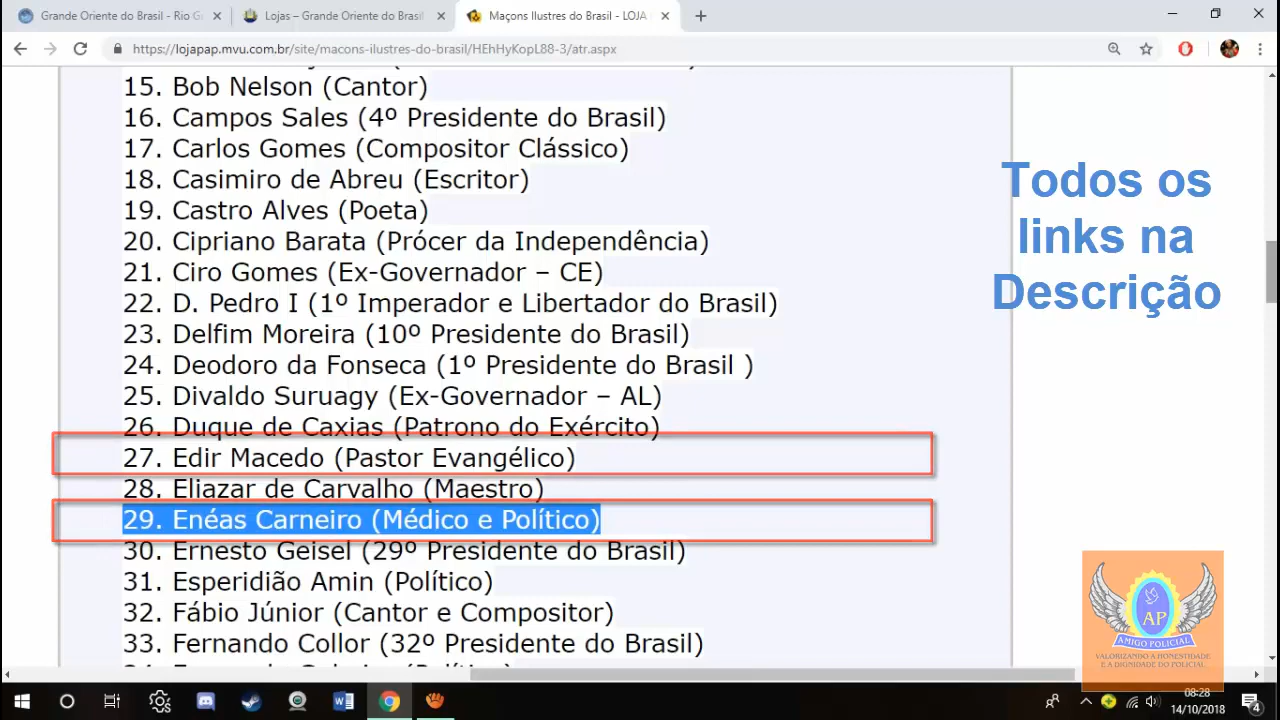 Grande Oriente do Brasil - Rio G
Lojas – Grande Oriente do Brasil
Maçons Ilustres do Brasil - LOJA
https://lojapap.mvu.com.br/site/macons-ilustres-do-brasil/HEhHyKopL88-3/atr.aspx
15. Bob Nelson (Cantor)
16. Campos Sales (4º Presidente do Brasil)
17. Carlos Gomes (Compositor Clássico)
18. Casimiro de Abreu (Escritor)
19. Castro Alves (Poeta)
20. Cipriano Barata (Prócer da Independência)
21. Ciro Gomes (Ex-Governador – CE)
22. D. Pedro I (1º Imperador e Libertador do Brasil)
23. Delfim Moreira (10º Presidente do Brasil)
24. Deodoro da Fonseca (1º Presidente do Brasil )
25. Divaldo Suruagy (Ex-Governador – AL)
26. Duque de Caxias (Patrono do Exército)
27. Edir Macedo (Pastor Evangélico)
28. Eliazar de Carvalho (Maestro)
29. Enéas Carneiro (Médico e Político)
30. Ernesto Geisel (29º Presidente do Brasil)
31. Esperidião Amin (Político)
32. Fábio Júnior (Cantor e Compositor)
33. Fernando Collor (32º Presidente do Brasil)
Todos os
links na
Descrição
AP
AMIGO POLICIAL
VALORIZANDO A HONESTIDADE
E A DIGNIDADE DO POLICIAL
08:28
14/10/2018
4